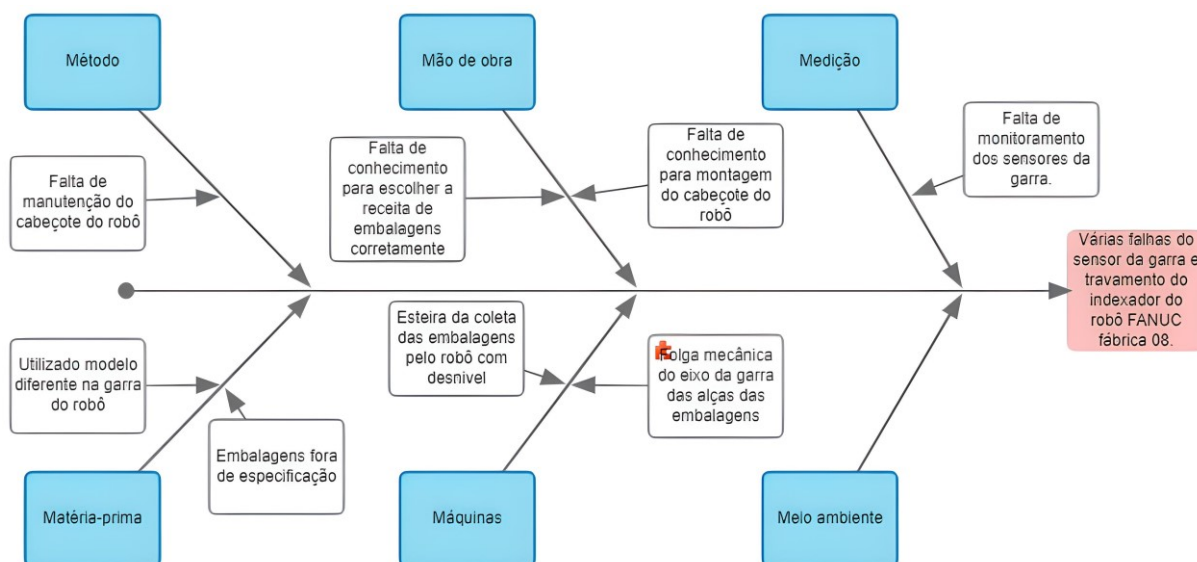 Método
Mão de obra
Medição
Falta de
manutenção do
cabeçote do robô
Falta de
conhecimento
para escolher a
receita de
embalagens
corretamente
Falta de
conhecimento
para montagem
do cabeçote do
robô
Falta de
monitoramento
dos sensores da
garra.
Várias falhas do
sensor da garra e
travamento do
indexador do
robô FANUC
fábrica 08.
Utilizado modelo
diferente na garra
do robô
Embalagens fora
de especificação
Esteira da coleta
das embalagens
pelo robô com
desnivel
Folga mecânica
do eixo da garra
das alças das
embalagens
Matéria-prima
Máquinas
Meio ambiente